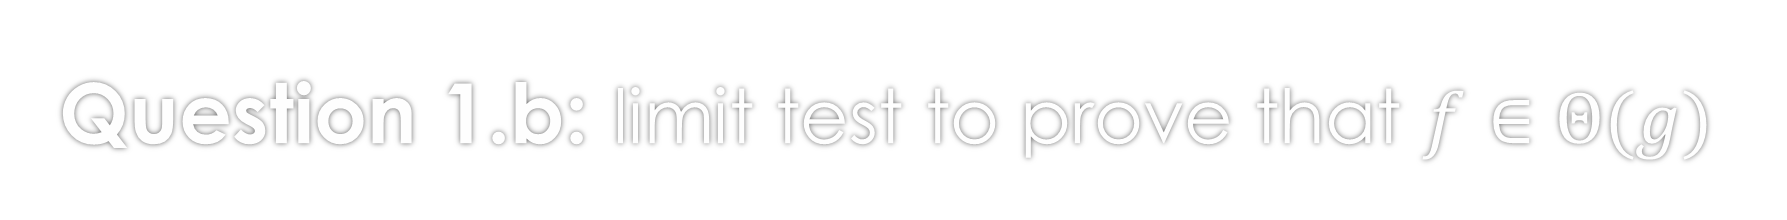 Question 1.b: limit test to prove that 𝑓 ∈ Θ(𝑔)